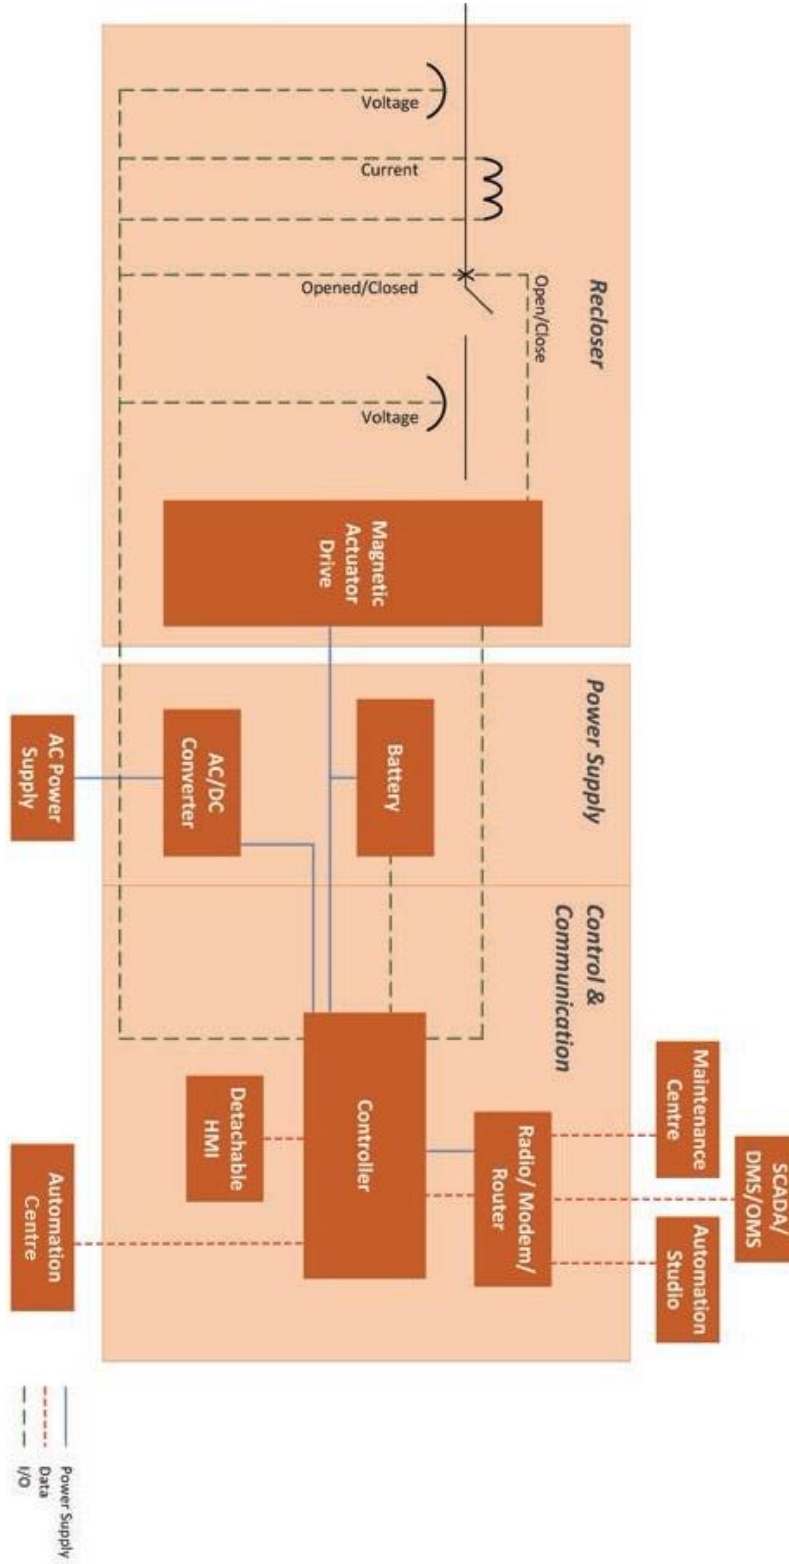 Voltage
Current
Opened/Closed
Open/Close
Voltage
Recloser
Magnetic
Actuator
Drive
Power Supply
Battery
AC/DC
Converter
AC Power
Supply
Control &
Communication
Controller
Detachable
HMI
Radio/ Modem/
Router
Maintenance
Centre
SCADA/
DMS/OMS
Automation
Studio
Automation
Centre
Power Supply
Data
I/O